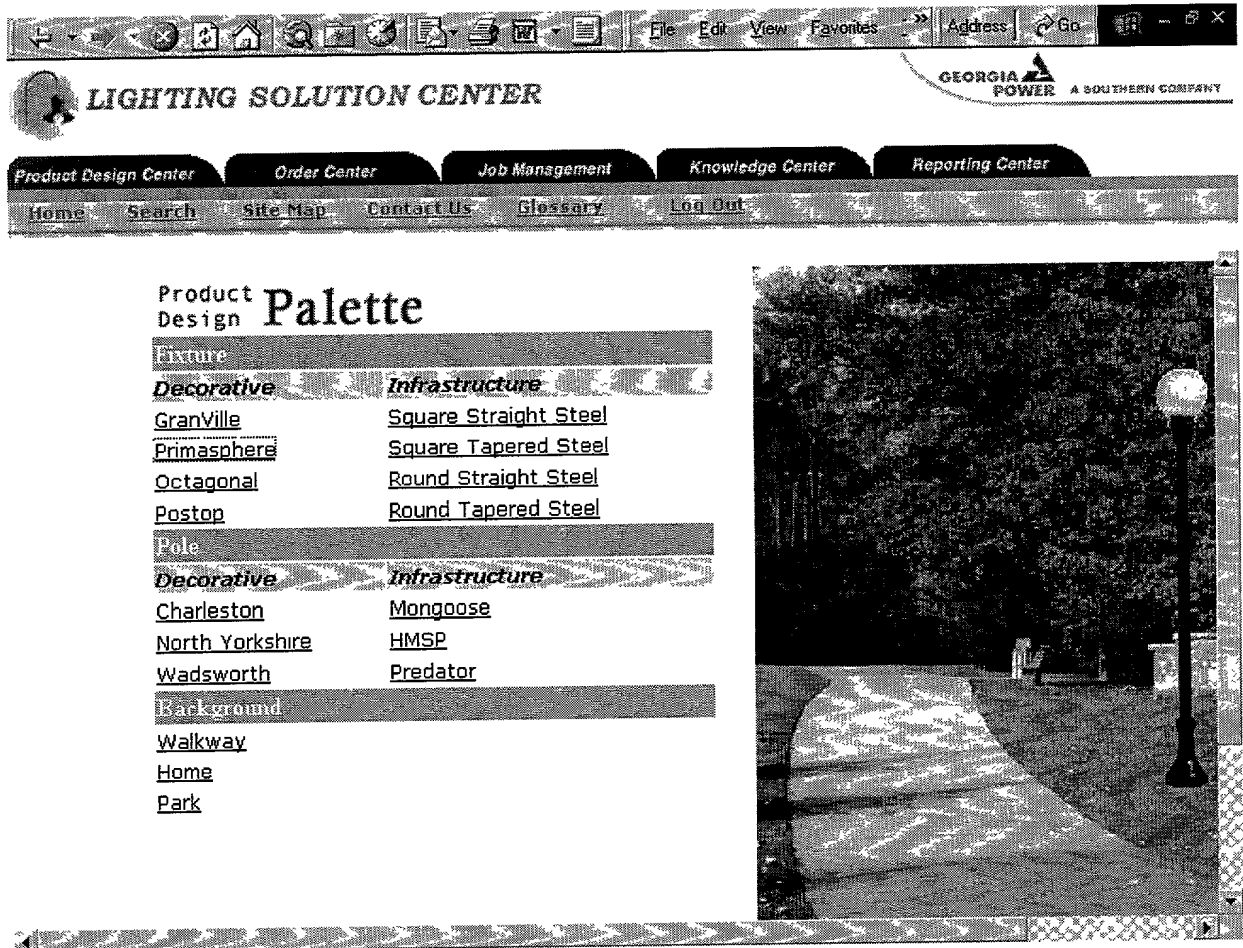 File Edit View Favorites » Address Go
LIGHTING SOLUTION CENTER
GEORGIA
POWER A SOUTHERN COMPANY
Product Design Center Order Center Job Management Knowledge Center Reporting Center
Home Search Site Map Contact Us Glossary Log Out
Product
Design Palette
Fixture
Decorative Infrastructure
GranVille Square Straight Steel
Primasphere Square Tapered Steel
Octagonal Round Straight Steel
Postop Round Tapered Steel
Pole
Decorative Infrastructure
Charleston Mongoose
North Yorkshire HMSP
Wadsworth Predator
Background
Walkway
Home
Park